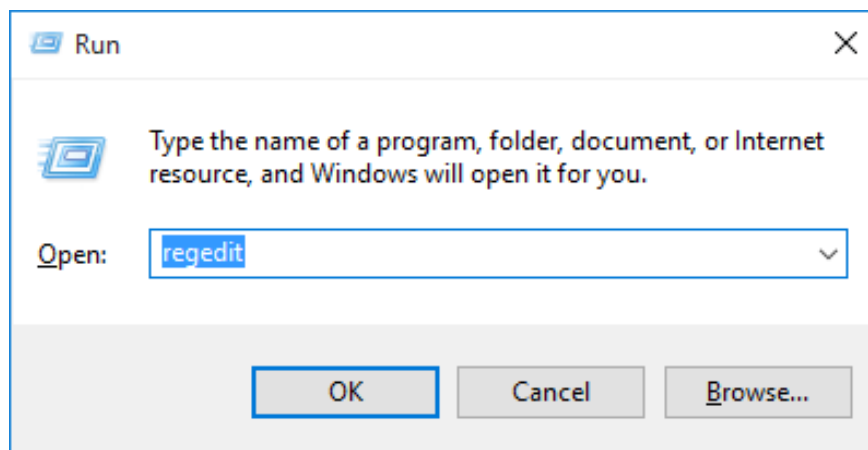 Run
Type the name of a program, folder, document, or Internet
resource, and Windows will open it for you.
Open: regedit
OK Cancel Browse...